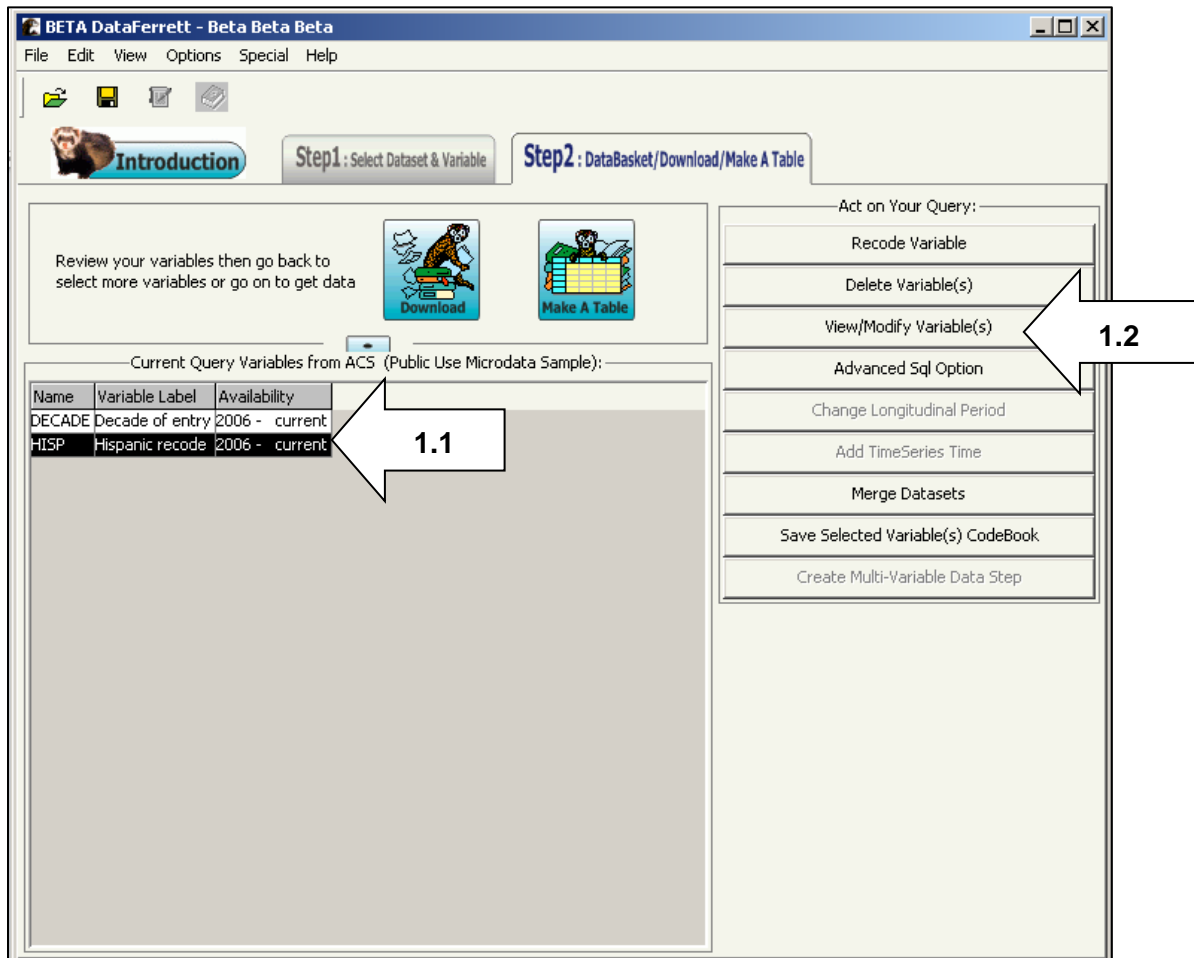 BETA DataFerrett - Beta Beta Beta
File Edit View Options Special Help
Introduction
Step1 : Select Dataset & Variable
Step2 : DataBasket/Download/Make A Table
Review your variables then go back to
select more variables or go on to get data
Download
Make A Table
Current Query Variables from ACS (Public Use Microdata Sample):
Name Variable Label Availability
DECADE Decade of entry 2006 - current
HISP Hispanic recode 2006 - current
1.1
Act on Your Query:
Recode Variable
Delete Variable(s)
View/Modify Variable(s)
1.2
Advanced Sql Option
Change Longitudinal Period
Add TimeSeries Time
Merge Datasets
Save Selected Variable(s) CodeBook
Create Multi-Variable Data Step